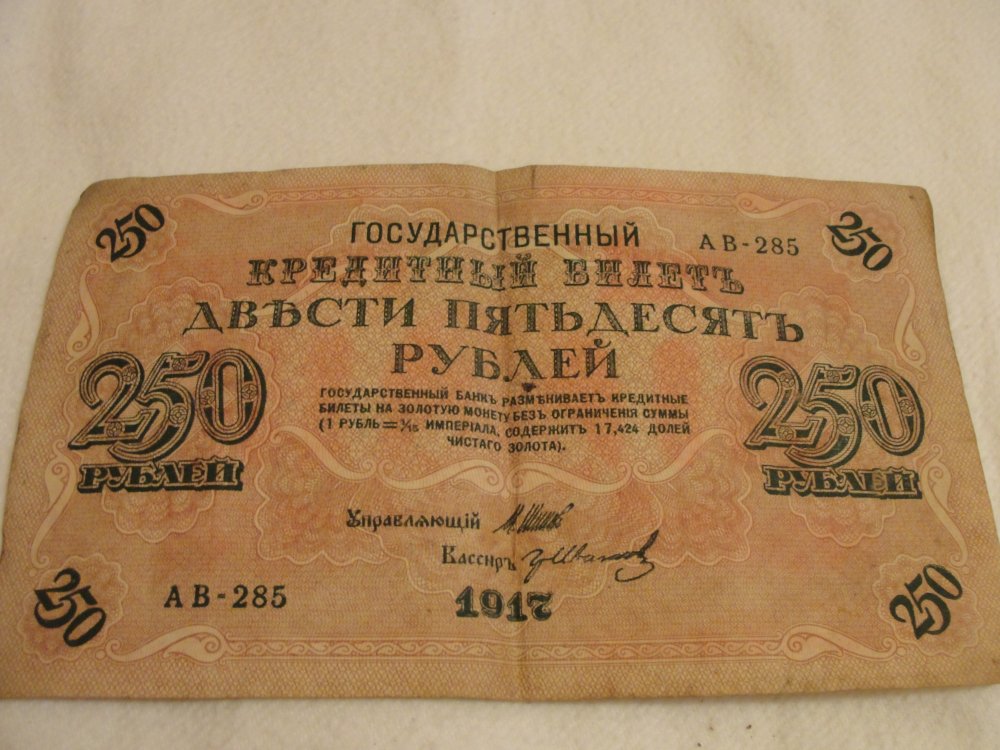 250
ГОСУДАРСТВЕННЫЙ
АВ-285
250
КРЕДИТНЫЙ БИЛЕТЪ
ДВѢСТИ ПЯТЬДЕСЯТЪ
РУБЛЕЙ
250
РУБЛЕЙ
ГОСУДАРСТВЕННЫЙ БАНКЪ РАЗМѢНИВАЕТЪ КРЕДИТНЫЕ
БИЛЕТЫ НА ЗОЛОТУЮ МОНЕТУ БЕЗЪ ОГРАНИЧЕНІЯ СУММЫ
(1 РУБЛЬ = 1/15 ИМПЕРІАЛА, СОДЕРЖИТЪ 17,424 ДОЛЕЙ
ЧИСТАГО ЗОЛОТА).
250
РУБЛЕЙ
Управляющій
Кассиръ
250
АВ-285
1917
250